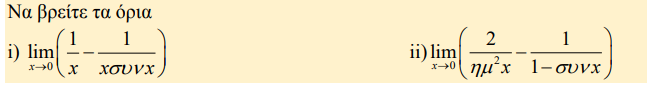 Να βρείτε τα όρια
i) lim_{x→0} (1/x − 1/(xσυνx)) ii) lim_{x→0} (2/(ημ²x) − 1/(1−συνx))